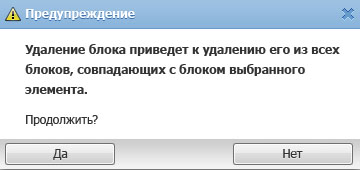 Предупреждение
Удаление блока приведет к удалению его из всех
блоков, совпадающих с блоком выбранного
элемента.
Продолжить?
Да
Нет